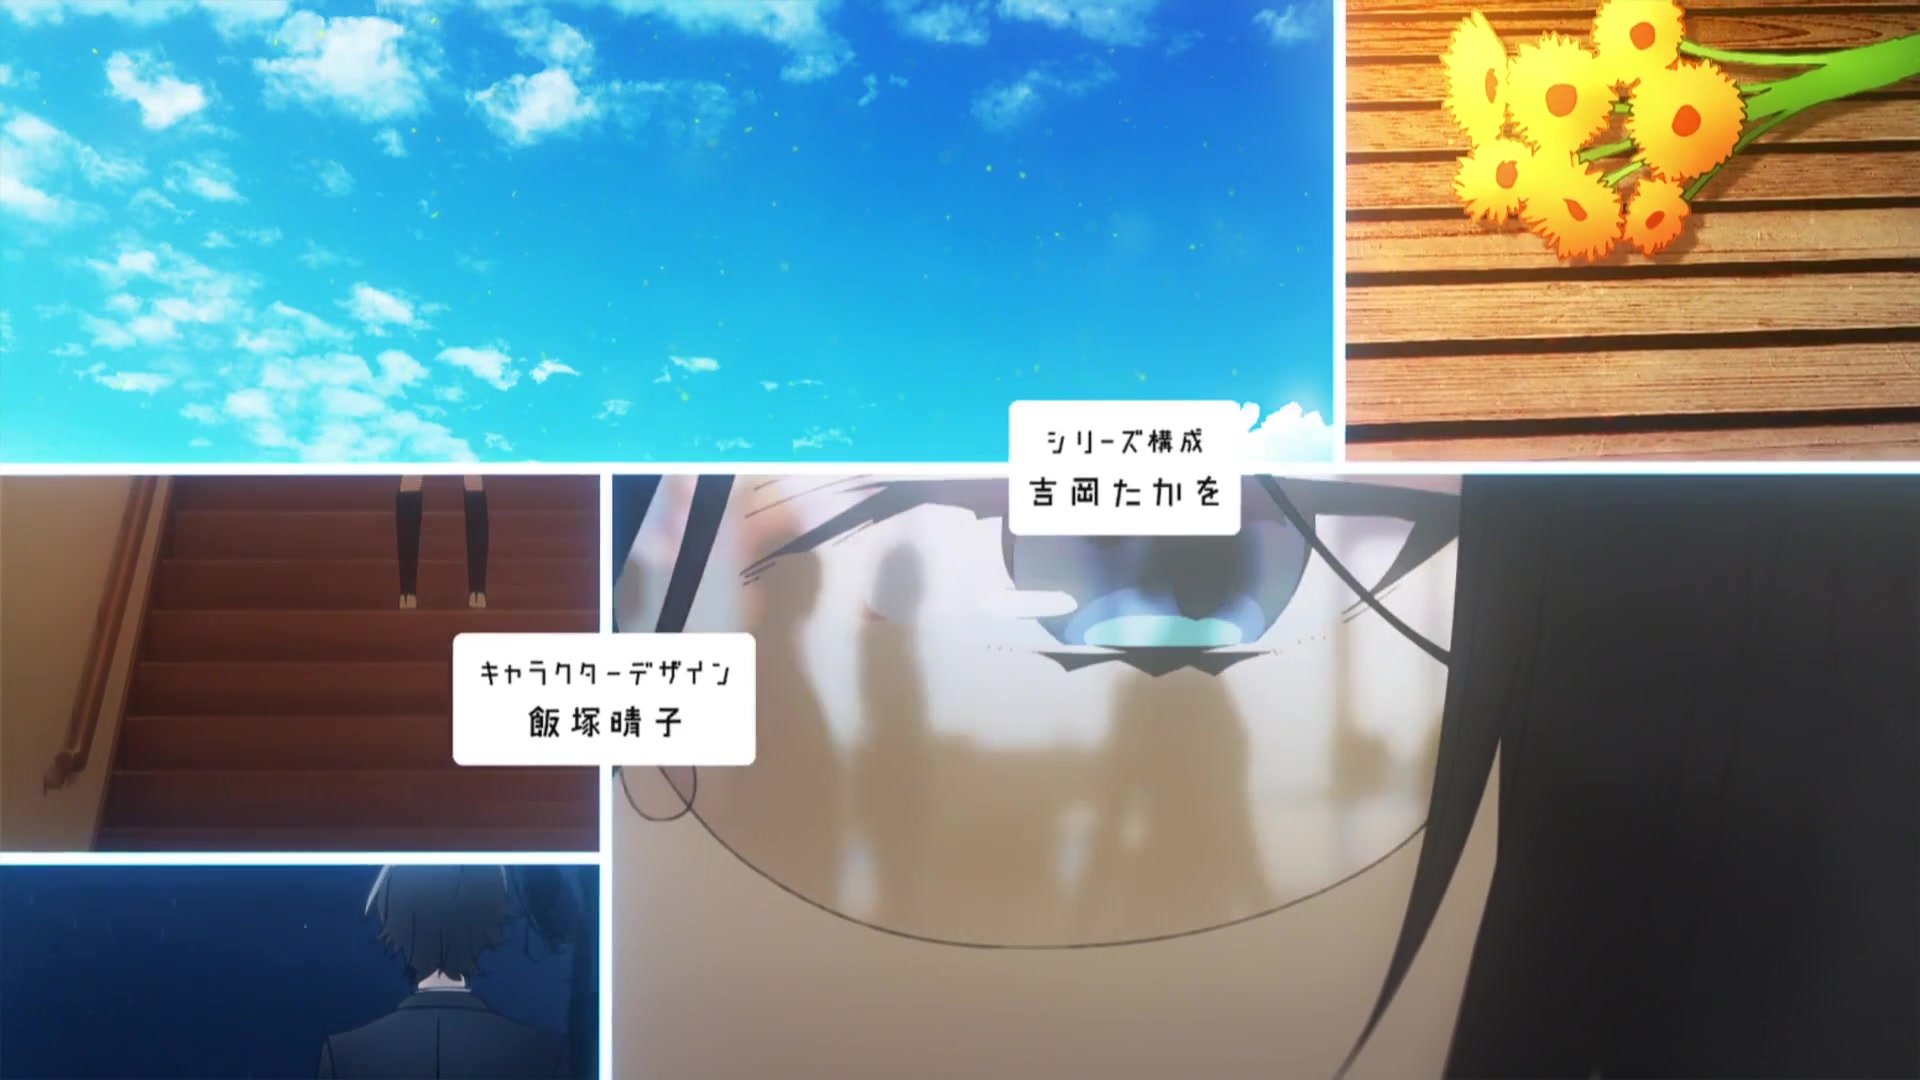 シリーズ構成
吉岡たかを
キャラクターデザイン
飯塚晴子